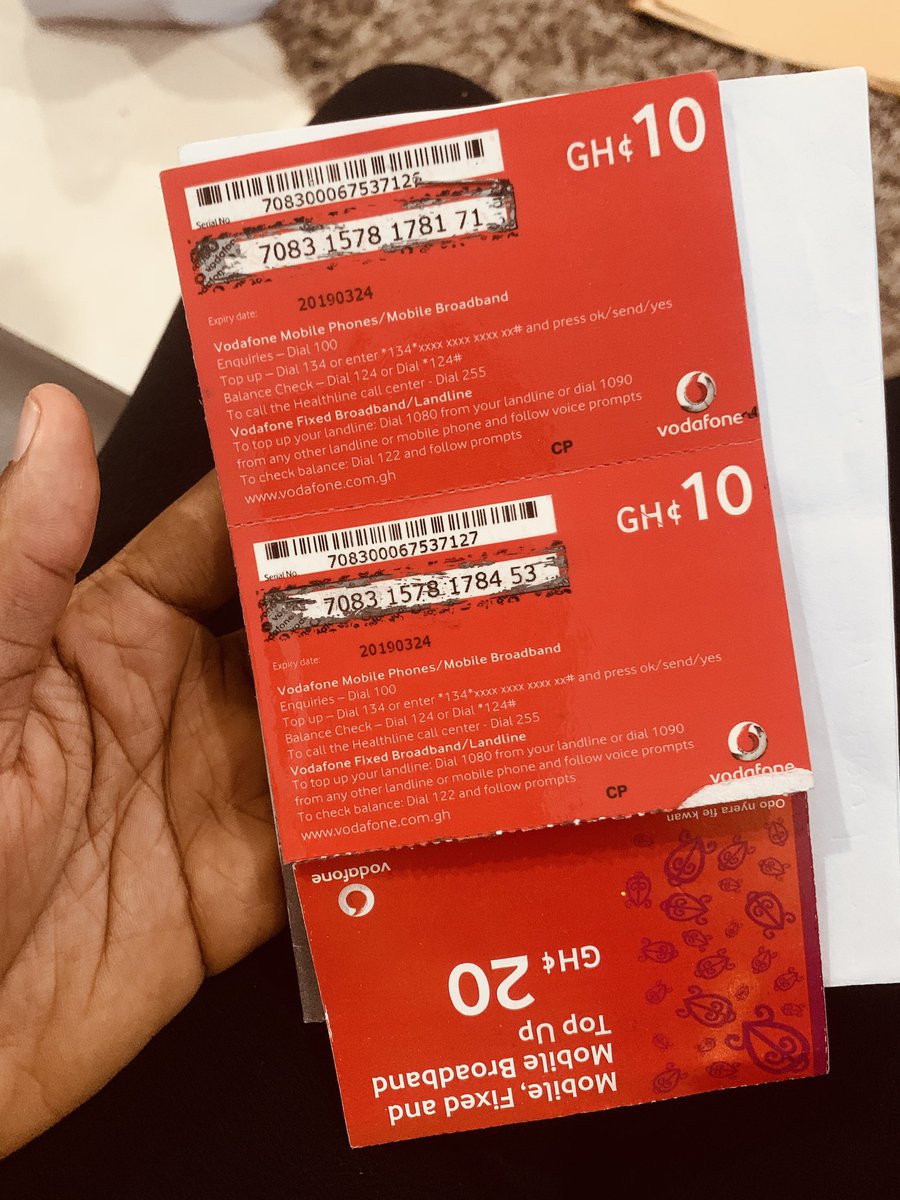 GH¢10
708300067537126
Serial No
vodafone
7083 1578 1781 71
Expiry date: 20190324
Vodafone Mobile Phones/Mobile Broadband
Enquiries – Dial 100
Top up – Dial 134 or enter *134*xxxx xxxx xxxx xx# and press ok/send/yes
Balance Check – Dial 124 or Dial *124#
To call the Healthline call center - Dial 255
Vodafone Fixed Broadband/Landline
To top up your landline: Dial 1080 from your landline or dial 1090
from any other landline or mobile phone and follow voice prompts
To check balance: Dial 122 and follow prompts
www.vodafone.com.gh
CP
vodafone
GH¢10
708300067537127
Serial No
7083 1578 1784 53
Expiry date: 20190324
Vodafone Mobile Phones/Mobile Broadband
Enquiries – Dial 100
Top up – Dial 134 or enter *134*xxxx xxxx xxxx xx# and press ok/send/yes
Balance Check – Dial 124 or Dial *124#
To call the Healthline call center - Dial 255
Vodafone Fixed Broadband/Landline
To top up your landline: Dial 1080 from your landline or dial 1090
from any other landline or mobile phone and follow voice prompts
To check balance: Dial 122 and follow prompts
www.vodafone.com.gh
CP
vodafone
Mobile, Fixed and
Mobile Broadband
Top Up
GH¢ 20
vodafone
Odo nyera fie kwan